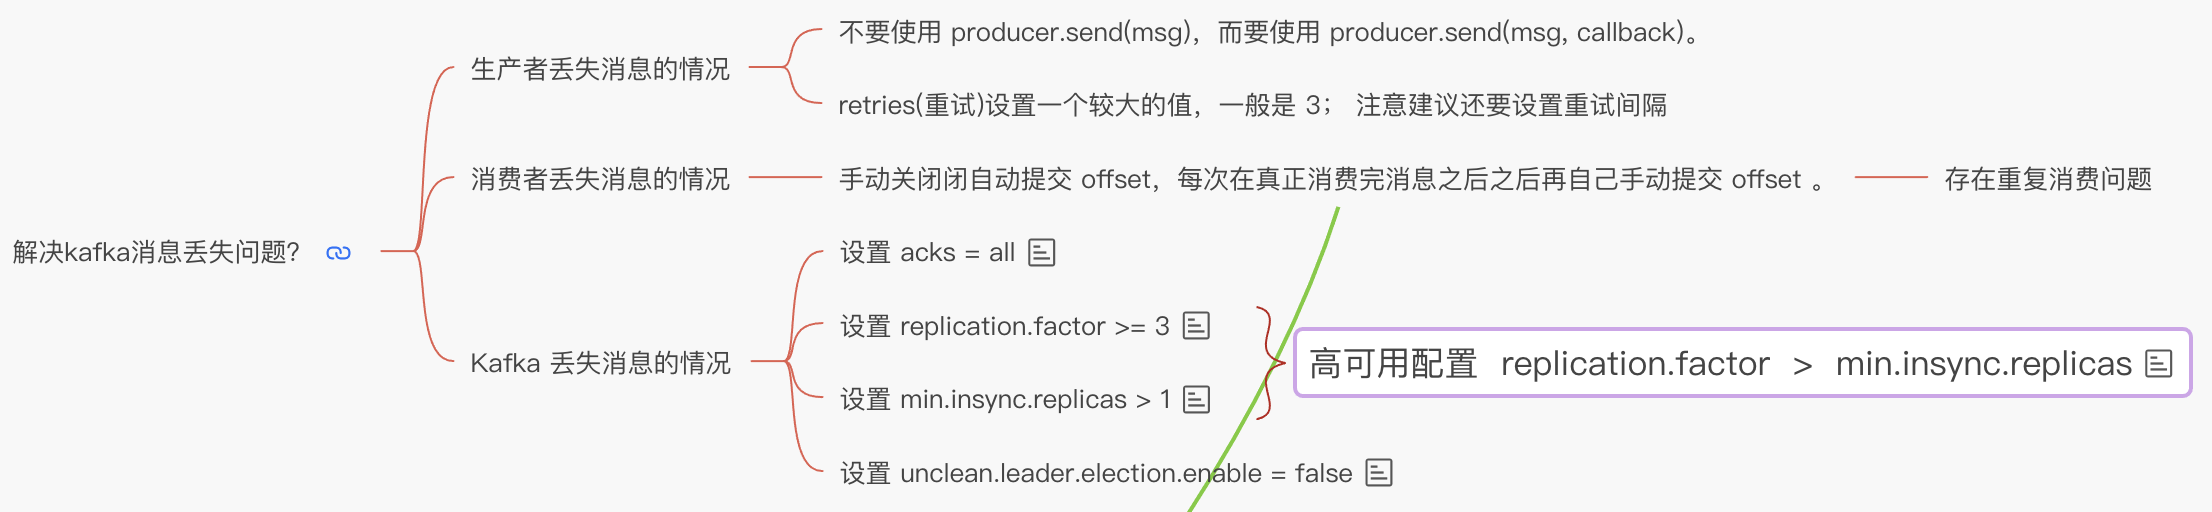 解决kafka消息丢失问题？
生产者丢失消息的情况
不要使用 producer.send(msg)，而要使用 producer.send(msg, callback)。
retries(重试)设置一个较大的值，一般是 3； 注意建议还要设置重试间隔
消费者丢失消息的情况
手动关闭闭自动提交 offset，每次在真正消费完消息之后之后再自己手动提交 offset 。
存在重复消费问题
Kafka 丢失消息的情况
设置 acks = all
设置 replication.factor >= 3
设置 min.insync.replicas > 1
高可用配置 replication.factor > min.insync.replicas
设置 unclean.leader.election.enable = false